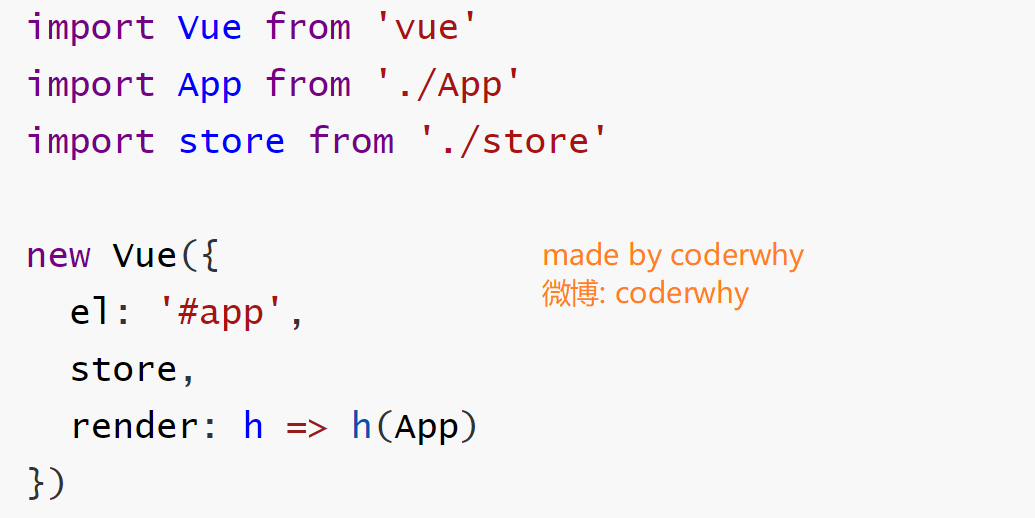 import Vue from 'vue'
import App from './App'
import store from './store'
new Vue({
made by coderwhy
el: '#app',
微博: coderwhy
store,
render: h => h(App)
})